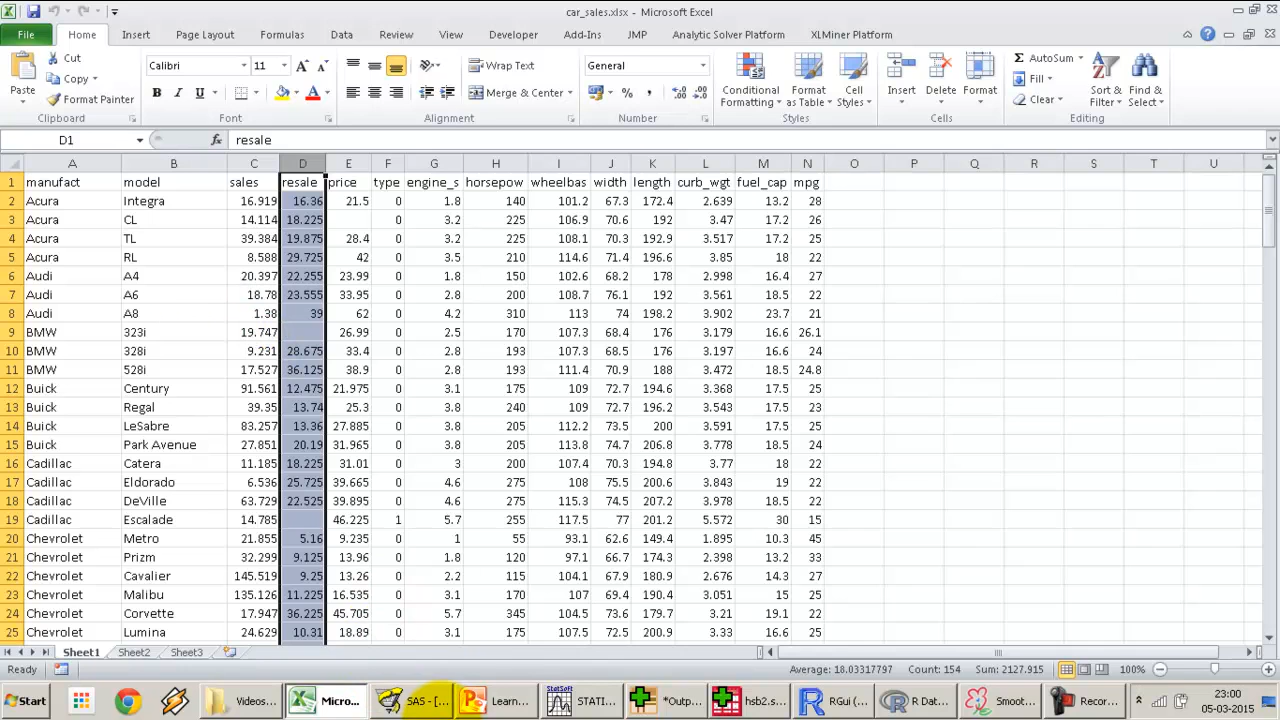 car_sales.xlsx - Microsoft Excel
File Home Insert Page Layout Formulas Data Review View Developer Add-Ins JMP Analytic Solver Platform XLMiner Platform
Paste Cut Copy Format Painter Clipboard
Calibri 11 B I U A Font
Wrap Text Merge & Center Alignment
General % , Number
Conditional Formatting Format as Table Cell Styles Styles
Insert Delete Format Cells
AutoSum Fill Clear Sort & Filter Find & Select Editing
D1 fx resale
A B C D E F G H I J K L M N O P Q R S T U
1 manufact model sales resale price type engine_s horsepow wheelbas width length curb_wgt fuel_cap mpg
2 Acura Integra 16.919 16.36 21.5 0 1.8 140 101.2 67.3 172.4 2.639 13.2 28
3 Acura CL 14.114 18.225 0 3.2 225 106.9 70.6 192 3.47 17.2 26
4 Acura TL 39.384 19.875 28.4 0 3.2 225 108.1 70.3 192.9 3.517 17.2 25
5 Acura RL 8.588 29.725 42 0 3.5 210 114.6 71.4 196.6 3.85 18 22
6 Audi A4 20.397 22.255 23.99 0 1.8 150 102.6 68.2 178 2.998 16.4 27
7 Audi A6 18.78 23.555 33.95 0 2.8 200 108.7 76.1 192 3.561 18.5 22
8 Audi A8 1.38 39 62 0 4.2 310 113 74 198.2 3.902 23.7 21
9 BMW 323i 19.747 26.99 0 2.5 170 107.3 68.4 176 3.179 16.6 26.1
10 BMW 328i 9.231 28.675 33.4 0 2.8 193 107.3 68.5 176 3.197 16.6 24
11 BMW 528i 17.527 36.125 38.9 0 2.8 193 111.4 70.9 188 3.472 18.5 24.8
12 Buick Century 91.561 12.475 21.975 0 3.1 175 109 72.7 194.6 3.368 17.5 25
13 Buick Regal 39.35 13.74 25.3 0 3.8 240 109 72.7 196.2 3.543 17.5 23
14 Buick LeSabre 83.257 13.36 27.885 0 3.8 205 112.2 73.5 200 3.591 17.5 25
15 Buick Park Avenue 27.851 20.19 31.965 0 3.8 205 113.8 74.7 206.8 3.778 18.5 24
16 Cadillac Catera 11.185 18.225 31.01 0 3 200 107.4 70.3 194.8 3.77 18 22
17 Cadillac Eldorado 6.536 25.725 39.665 0 4.6 275 108 75.5 200.6 3.843 19 22
18 Cadillac DeVille 63.729 22.525 39.895 0 4.6 275 115.3 74.5 207.2 3.978 18.5 22
19 Cadillac Escalade 14.785 46.225 1 5.7 255 117.5 77 201.2 5.572 30 15
20 Chevrolet Metro 21.855 5.16 9.235 0 1 55 93.1 62.6 149.4 1.895 10.3 45
21 Chevrolet Prizm 32.299 9.125 13.96 0 1.8 120 97.1 66.7 174.3 2.398 13.2 33
22 Chevrolet Cavalier 145.519 9.25 13.26 0 2.2 115 104.1 67.9 180.9 2.676 14.3 27
23 Chevrolet Malibu 135.126 11.225 16.535 0 3.1 170 107 69.4 190.4 3.051 15 25
24 Chevrolet Corvette 17.947 36.225 45.705 0 5.7 345 104.5 73.6 179.7 3.21 19.1 22
25 Chevrolet Lumina 24.629 10.31 18.89 0 3.1 175 107.5 72.5 200.9 3.33 16.6 25
Sheet1 Sheet2 Sheet3
Ready Average: 18.03317797 Count: 154 Sum: 2127.915 100%
Start Videos... Micro... SAS - [... Learn... STATI... *Outp... hsb2.s... RGui (... R Dat... Smoot... Recor... 23:00
05-03-2015